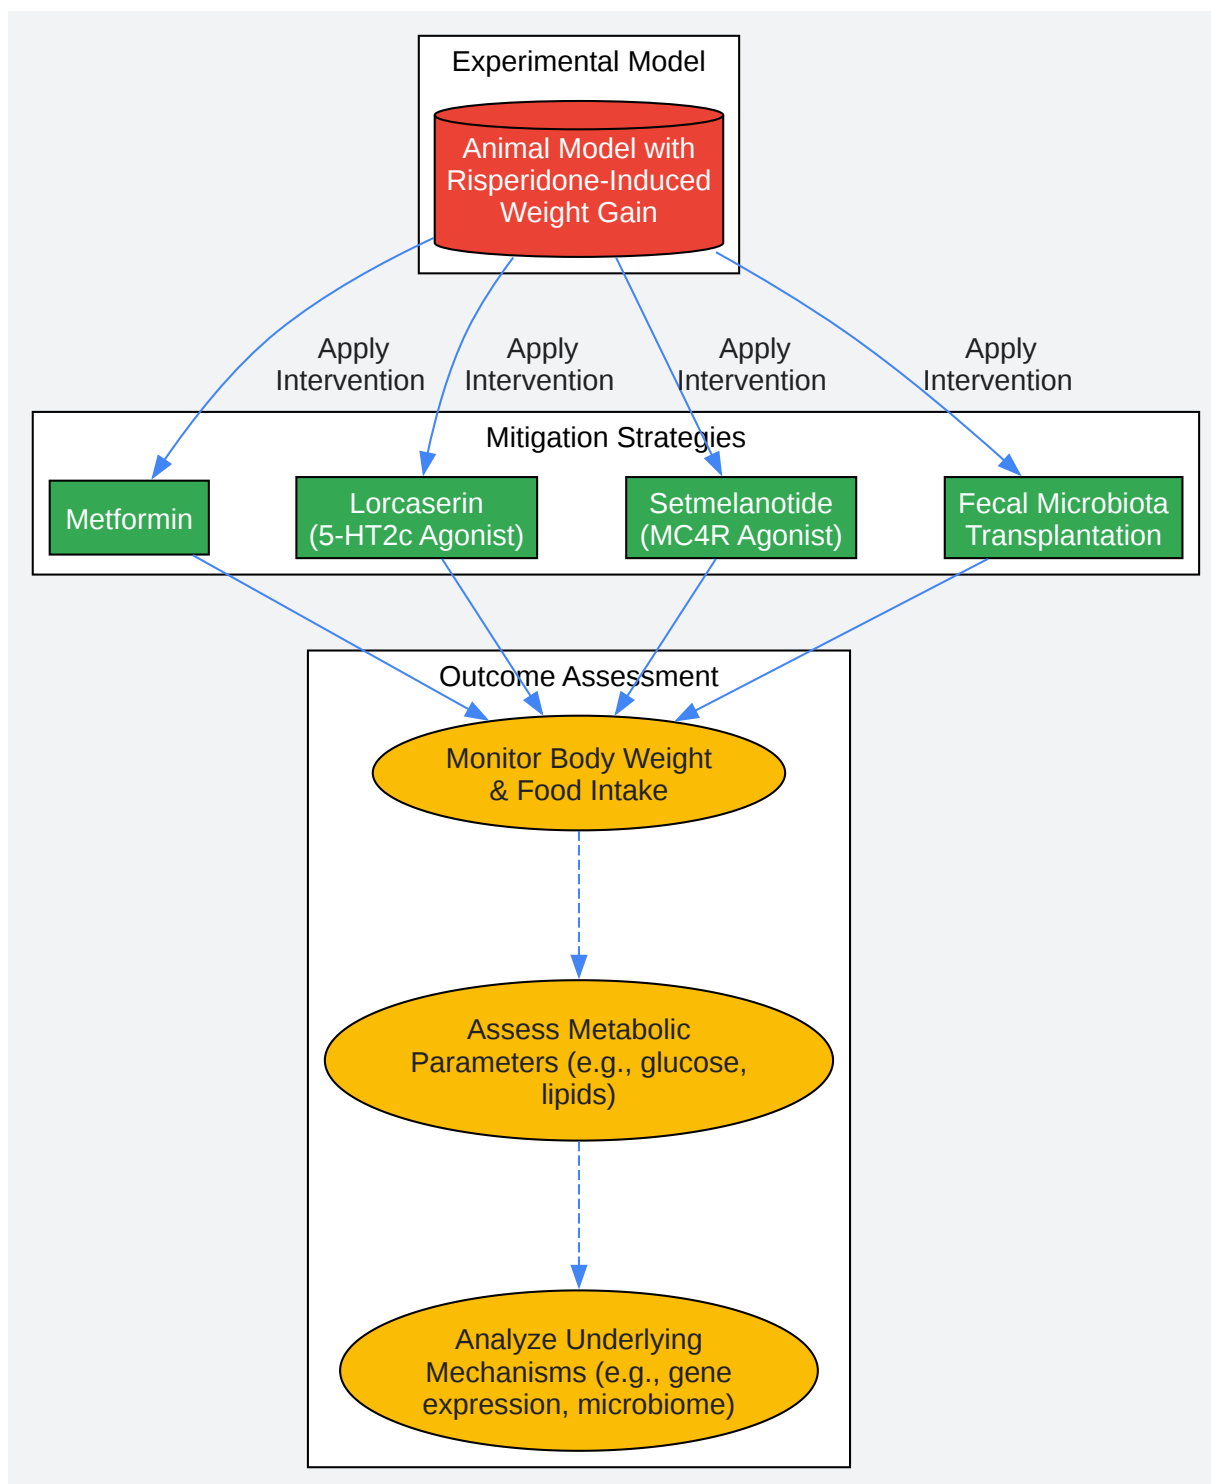 Experimental Model
Animal Model with
Risperidone-Induced
Weight Gain
Apply
Intervention
Apply
Intervention
Apply
Intervention
Apply
Intervention
Mitigation Strategies
Metformin
Lorcaserin
(5-HT2c Agonist)
Setmelanotide
(MC4R Agonist)
Fecal Microbiota
Transplantation
Outcome Assessment
Monitor Body Weight
& Food Intake
Assess Metabolic
Parameters (e.g., glucose,
lipids)
Analyze Underlying
Mechanisms (e.g., gene
expression, microbiome)